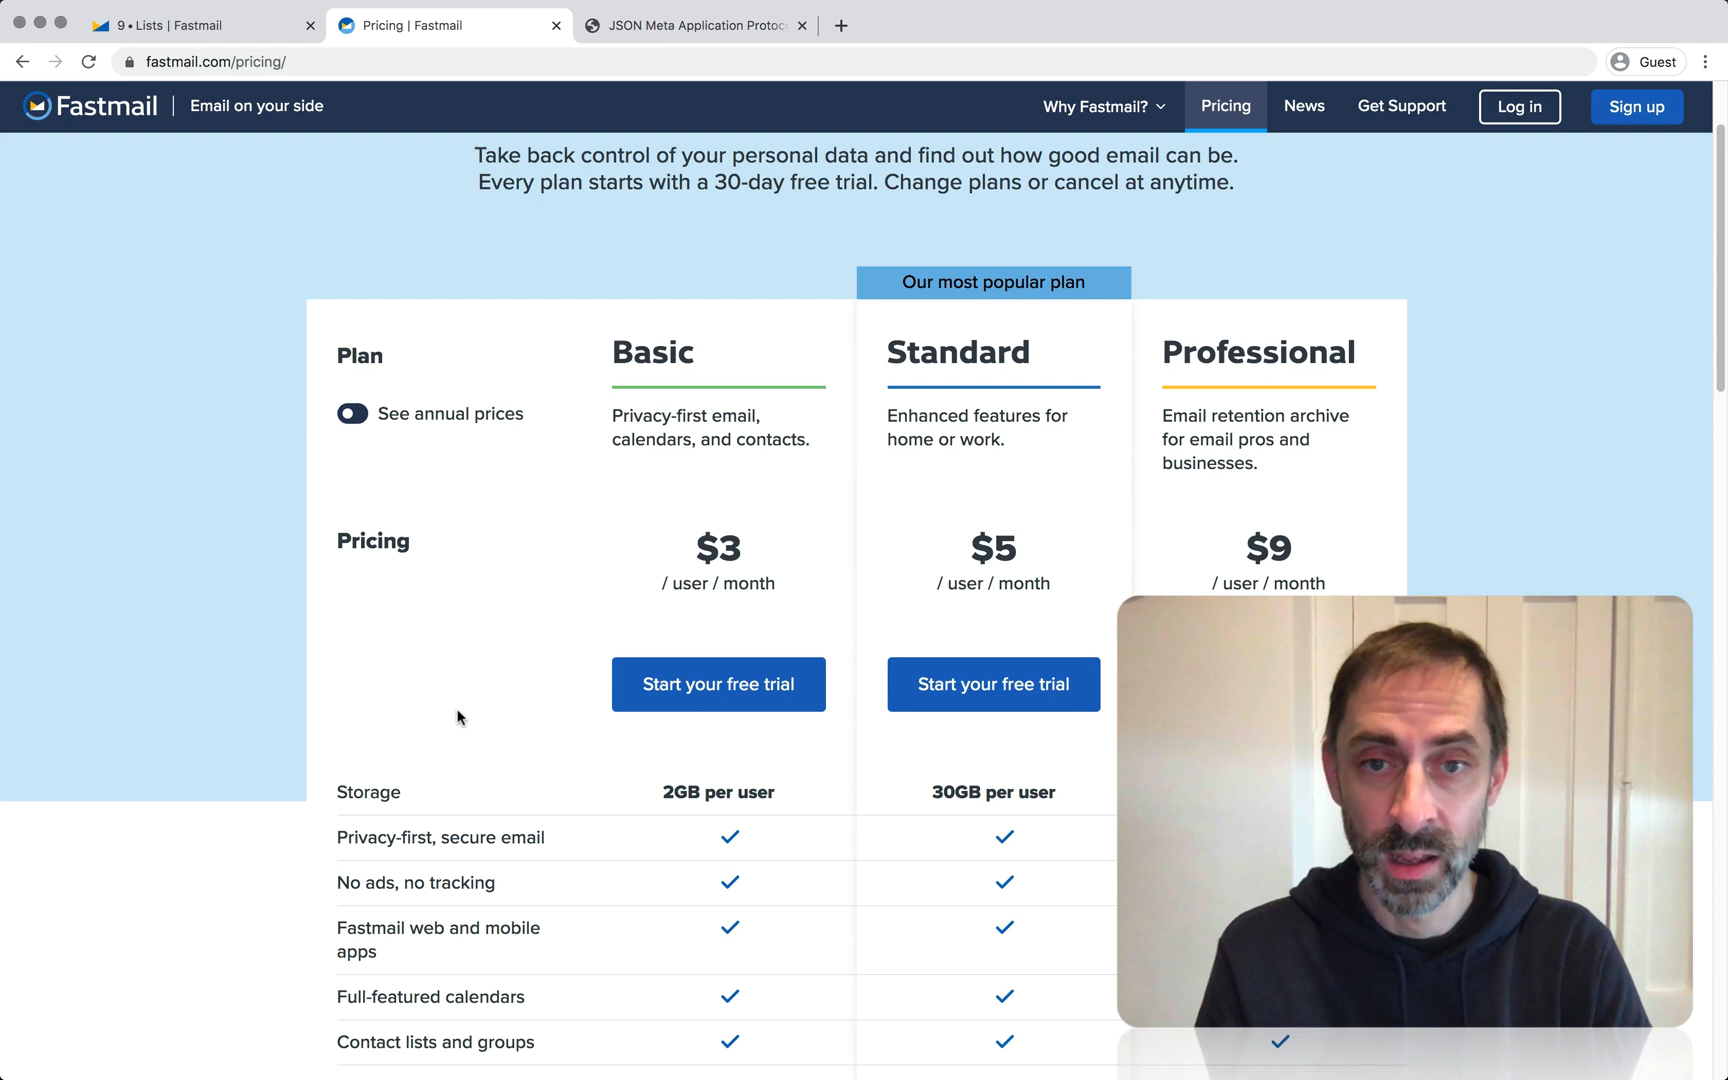 9 • Lists | Fastmail
Pricing | Fastmail
JSON Meta Application Protoc
fastmail.com/pricing/
Guest
Fastmail
Email on your side
Why Fastmail?
Pricing
News
Get Support
Log in
Sign up
Take back control of your personal data and find out how good email can be.
Every plan starts with a 30-day free trial. Change plans or cancel at anytime.
Our most popular plan
Plan
See annual prices
Basic
Privacy-first email,
calendars, and contacts.
Standard
Enhanced features for
home or work.
Professional
Email retention archive
for email pros and
businesses.
Pricing
$3
/ user / month
$5
/ user / month
$9
/ user / month
Start your free trial
Start your free trial
Storage
2GB per user
30GB per user
Privacy-first, secure email
No ads, no tracking
Fastmail web and mobile
apps
Full-featured calendars
Contact lists and groups